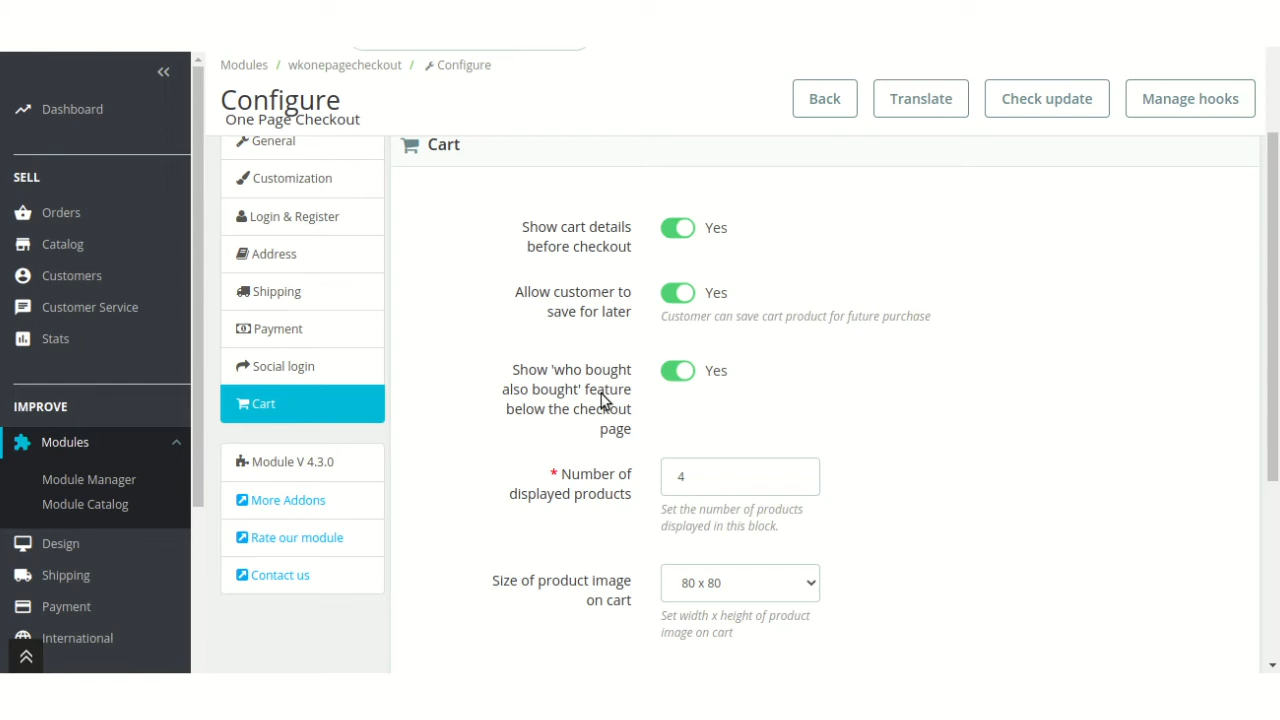 Modules / wkonepagecheckout / Configure
Configure
One Page Checkout
Back
Translate
Check update
Manage hooks
Dashboard
SELL
Orders
Catalog
Customers
Customer Service
Stats
IMPROVE
Modules
Module Manager
Module Catalog
Design
Shipping
Payment
International
General
Customization
Login & Register
Address
Shipping
Payment
Social login
Cart
Module V 4.3.0
More Addons
Rate our module
Contact us
Cart
Show cart details
before checkout
Yes
Allow customer to
save for later
Yes
Customer can save cart product for future purchase
Show 'who bought
also bought' feature
below the checkout
page
Yes
* Number of
displayed products
4
Set the number of products
displayed in this block.
Size of product image
on cart
80 x 80
Set width x height of product
image on cart